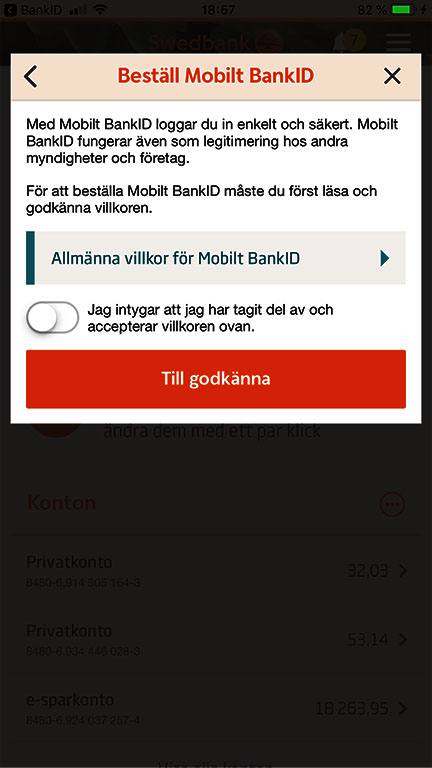 BankID 18:57 82 %
Swedbank 7
Beställ Mobilt BankID
Med Mobilt BankID loggar du in enkelt och säkert. Mobilt
BankID fungerar även som legitimering hos andra
myndigheter och företag.
För att beställa Mobilt BankID måste du först läsa och
godkänna villkoren.
Allmänna villkor för Mobilt BankID
Jag intygar att jag har tagit del av och
accepterar villkoren ovan.
Till godkänna
ändra dem med ett par klick
Konton
Privatkonto 32,03
8480-6,914 805 164-3
Privatkonto 53,14
8480-6,934 446 028-3
e-sparkonto 18 263,95
8480-6,924 037 257-4